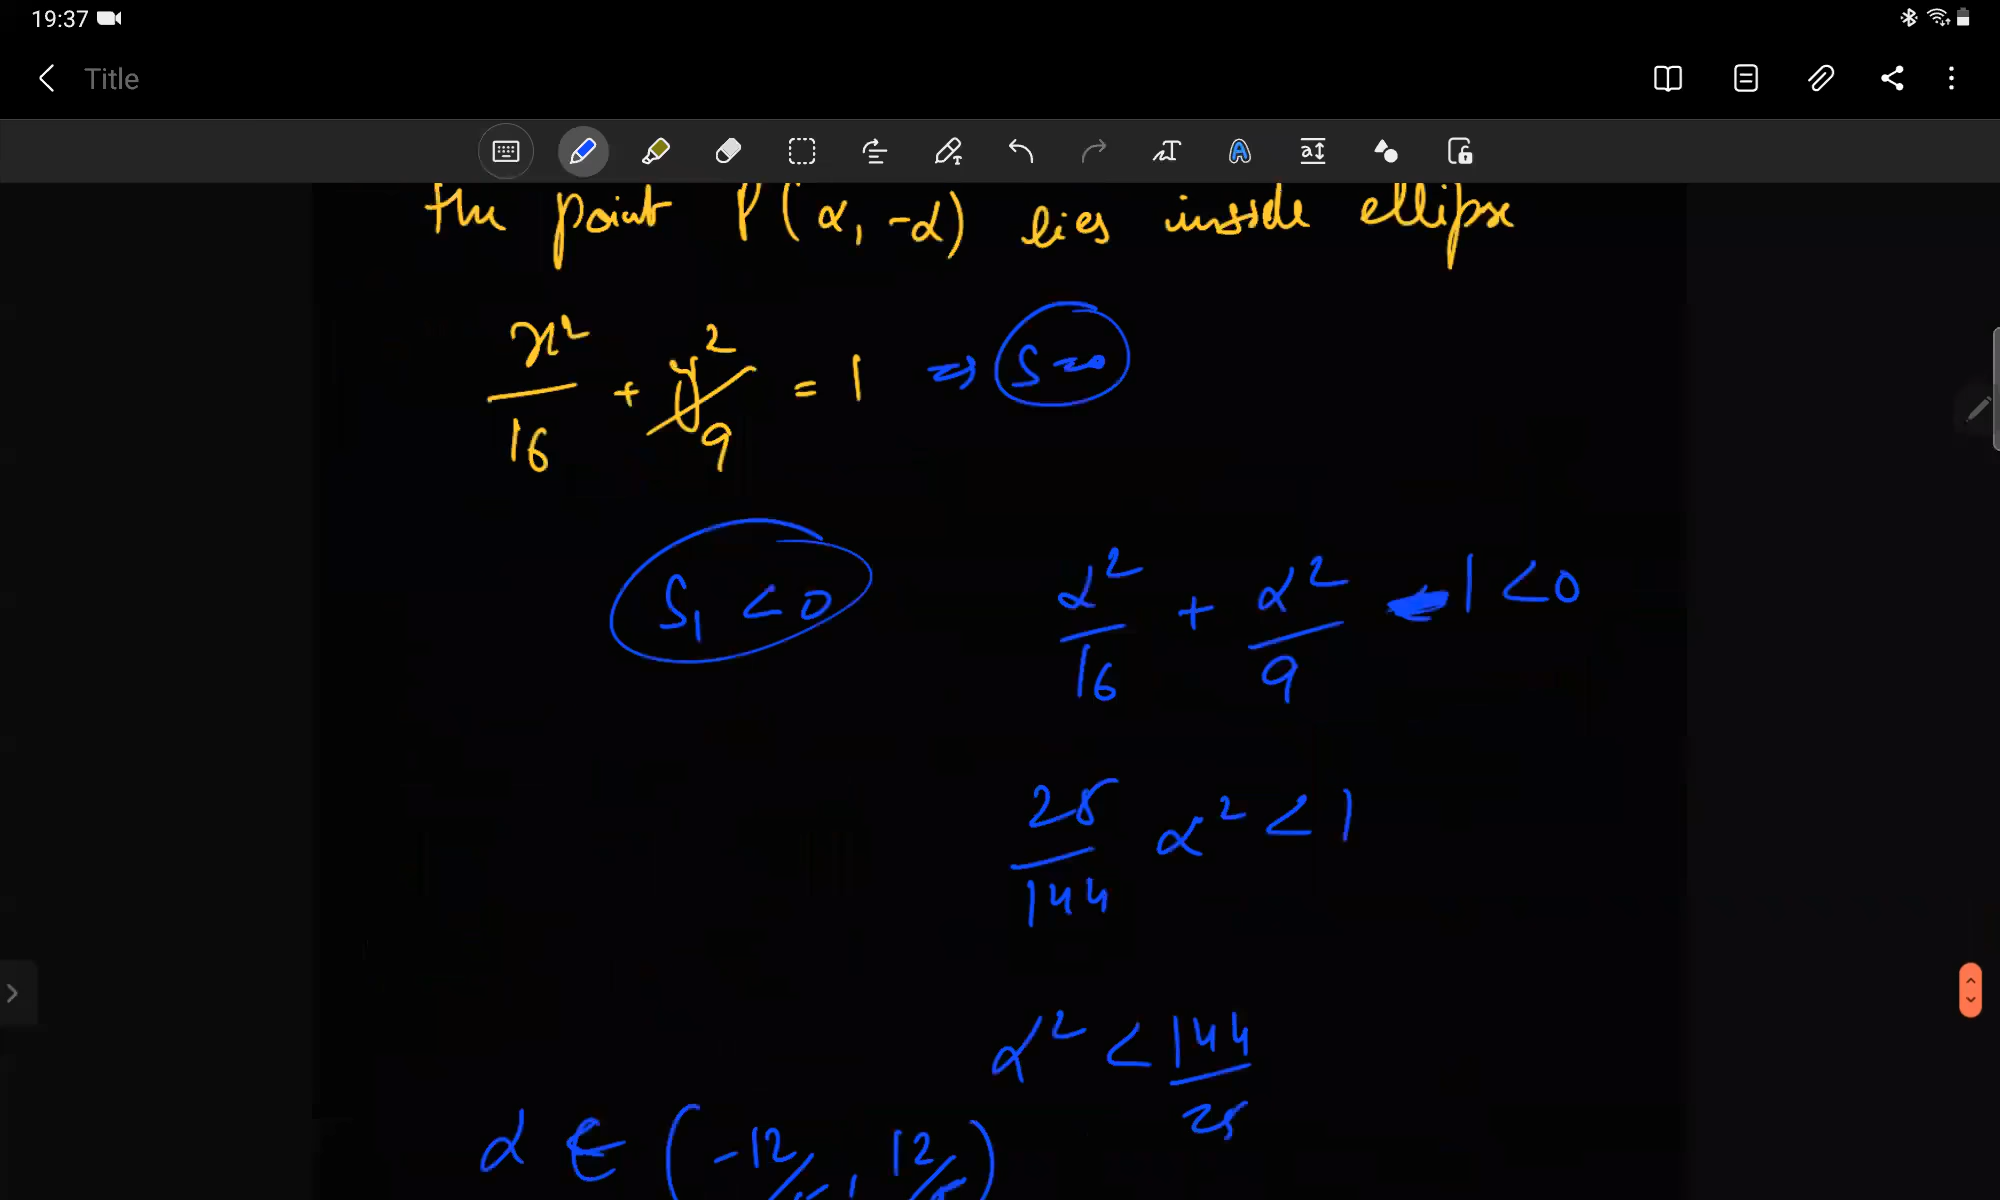 19:37
Title
the point P(α, -α) lies inside ellipse
x²/16 + y²/9 = 1 ⇒ S=0
S₁ < 0
α²/16 + α²/9 - 1 < 0
25/144 α² < 1
α² < 144/25
α ∈ (-12/5, 12/5)